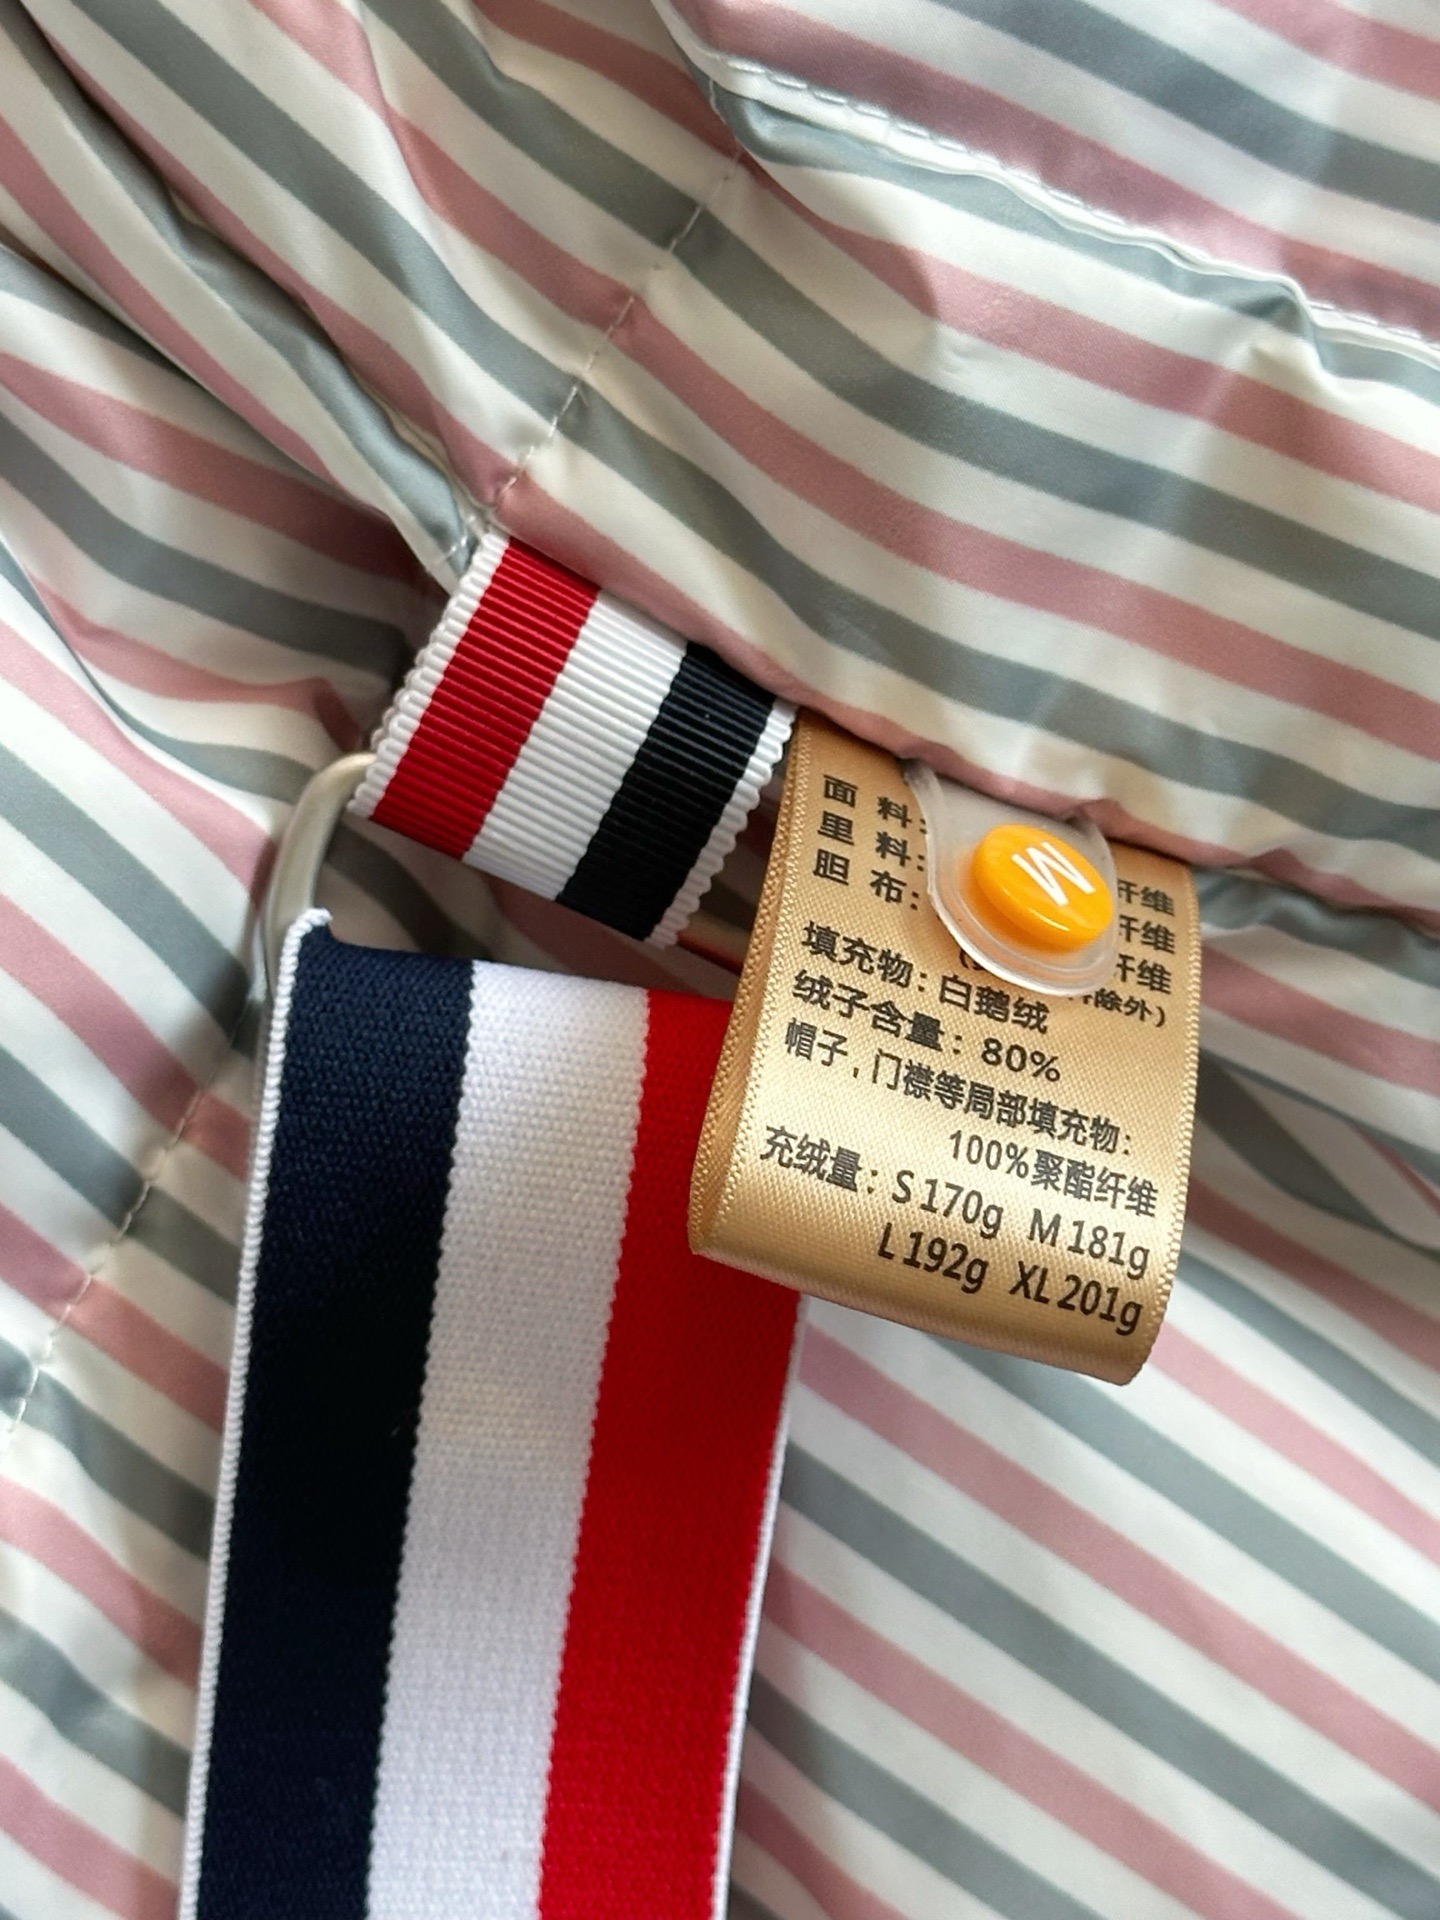 面 料:
里 料: 纤维
胆 布: 纤维
纤维
除外)
填充物: 白鹅绒
绒子含量: 80%
帽子, 门襟等局部填充物:
100%聚酯纤维
充绒量: S 170g M 181g
L 192g XL 201g
M